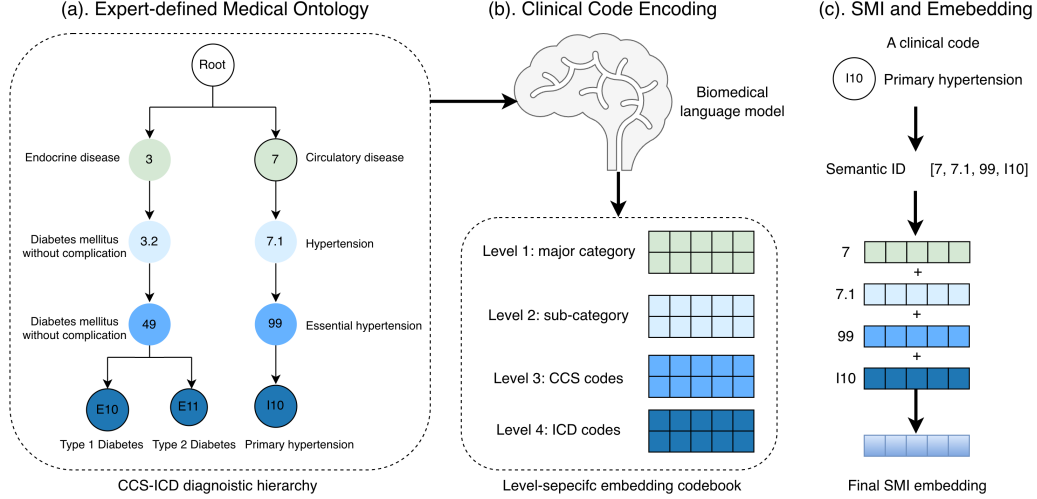 (a). Expert-defined Medical Ontology
Root
Endocrine disease
3
7
Circulatory disease
Diabetes mellitus
without complication
3.2
7.1
Hypertension
Diabetes mellitus
without complication
49
99
Essential hypertension
E10
E11
I10
Type 1 Diabetes
Type 2 Diabetes
Primary hypertension
CCS-ICD diagnostic hierarchy
(b). Clinical Code Encoding
Biomedical
language model
Level 1: major category
Level 2: sub-category
Level 3: CCS codes
Level 4: ICD codes
Level-sepecifc embedding codebook
(c). SMI and Emebedding
A clinical code
I10
Primary hypertension
Semantic ID
[7, 7.1, 99, I10]
7
+
7.1
+
99
+
I10
Final SMI embedding